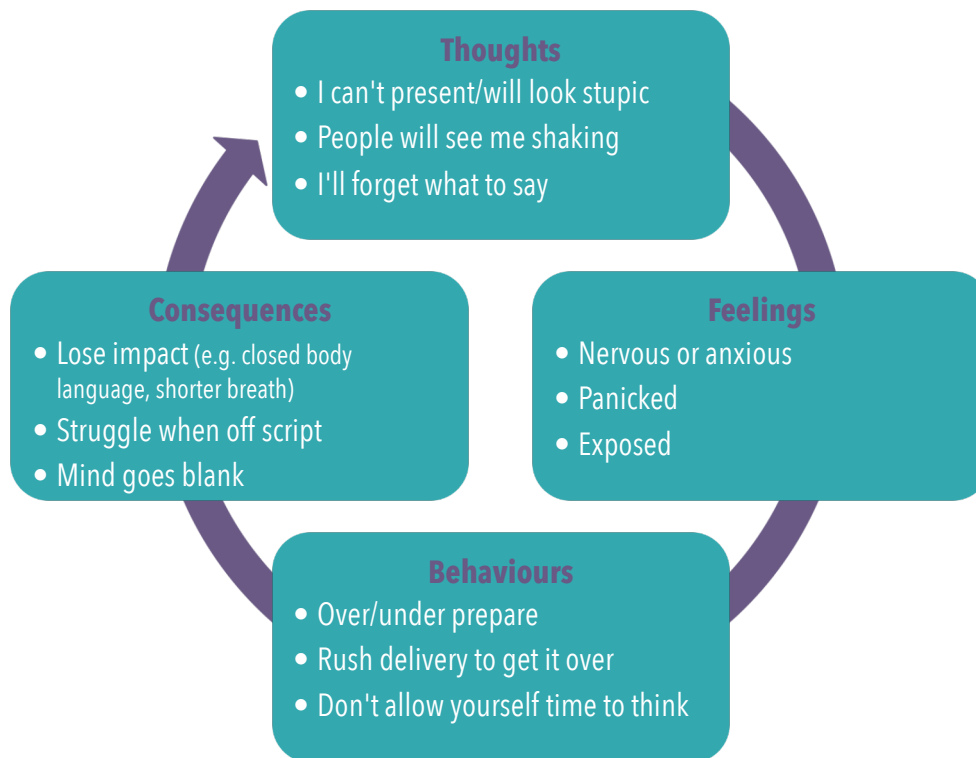 Thoughts
• I can't present/will look stupic
• People will see me shaking
• I'll forget what to say
Feelings
• Nervous or anxious
• Panicked
• Exposed
Behaviours
• Over/under prepare
• Rush delivery to get it over
• Don't allow yourself time to think
Consequences
• Lose impact (e.g. closed body
language, shorter breath)
• Struggle when off script
• Mind goes blank